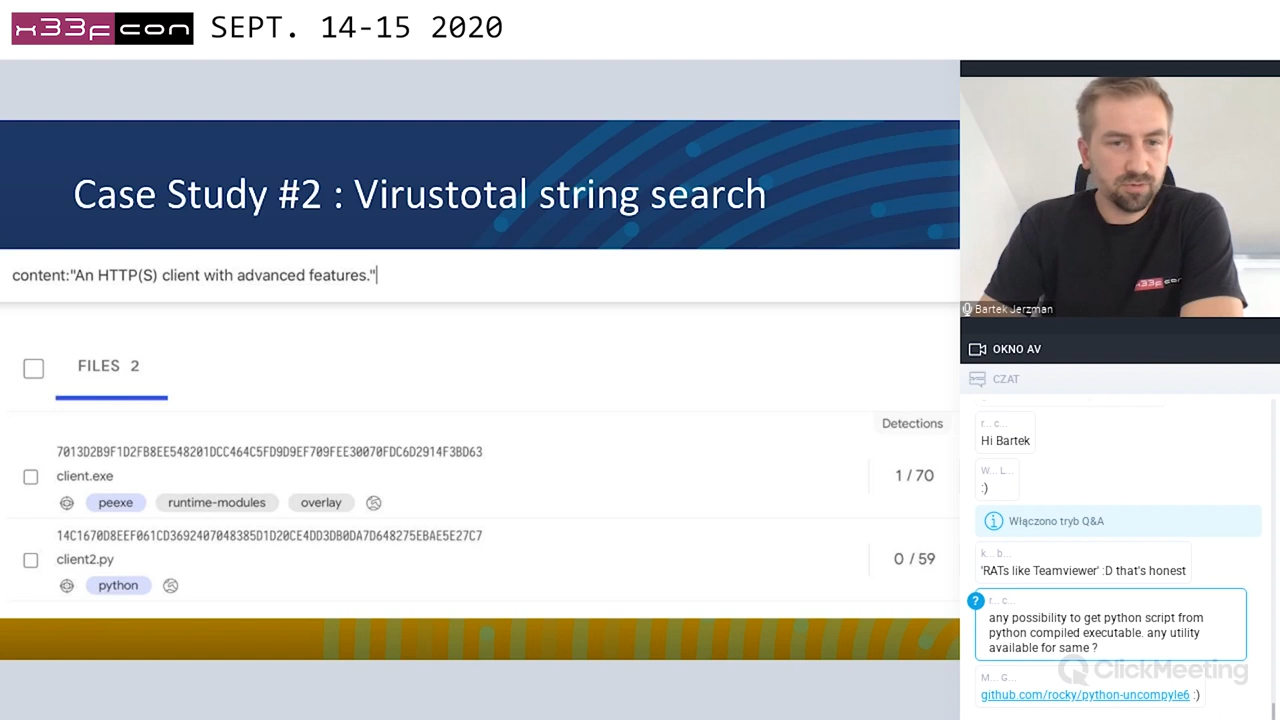 x33fcon SEPT. 14-15 2020
Case Study #2 : Virustotal string search
content:"An HTTP(S) client with advanced features."
FILES 2
Detections
7013D2B9F1D2FB8EE548201DCC464C5FD9D9EF709FEE30070FDC6D2914F3BD63
client.exe
1 / 70
peexe runtime-modules overlay
14C1670D8EEF061CD3692407048385D1D20CE4DD3DB0DA7D648275EBAE5E27C7
client2.py
0 / 59
python
x33fcon
Bartek Jerzman
OKNO AV
CZAT
r... c...
Hi Bartek
W... L...
:)
Włączono tryb Q&A
k... b...
'RATs like Teamviewer' :D that's honest
? r... c...
any possibility to get python script from
python compiled executable. any utility
available for same ?
ClickMeeting
M... G...
github.com/rocky/python-uncompyle6 :)